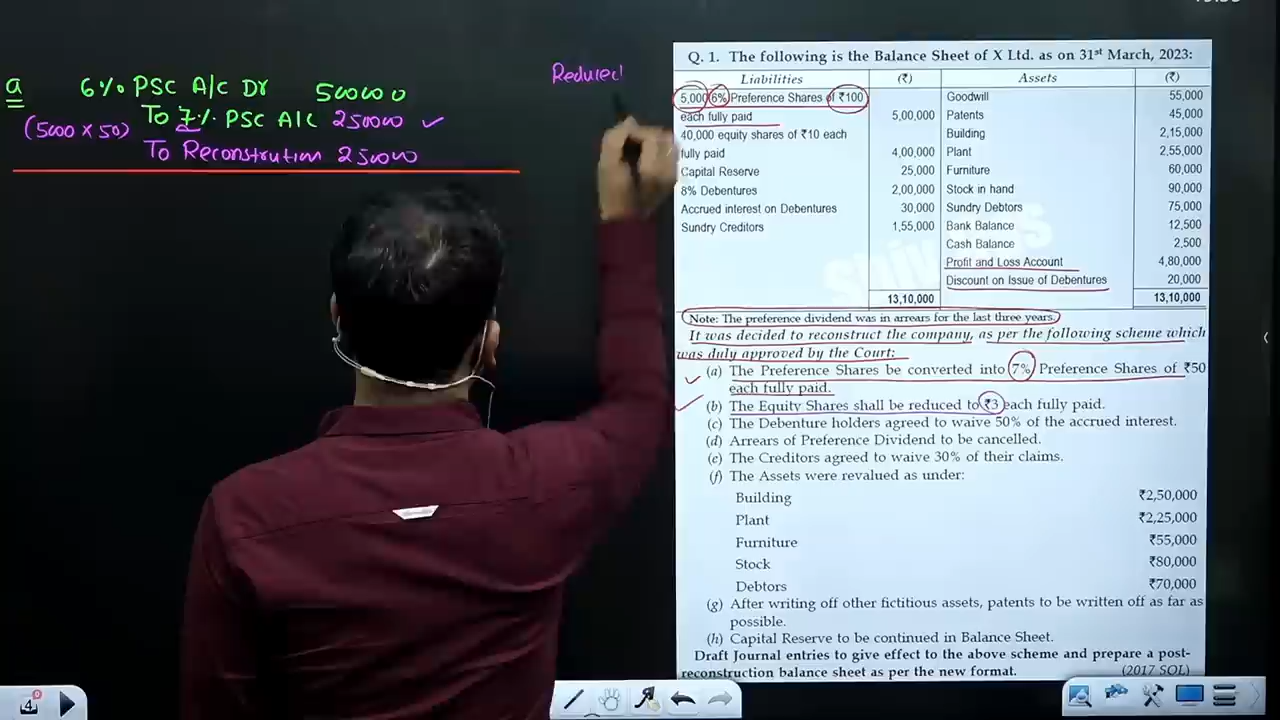 a 6% PSC A/C Dr 500000
To 7% PSC A/C 250000 ✓
(5000 x 50)
To Reconstrution 250000
Reduced
Q. 1. The following is the Balance Sheet of X Ltd. as on 31st March, 2023:
Liabilities (₹) Assets (₹)
5,000 6% Preference Shares of ₹100 Goodwill 55,000
each fully paid 5,00,000 Patents 45,000
40,000 equity shares of ₹10 each Building 2,15,000
fully paid 4,00,000 Plant 2,55,000
Capital Reserve 25,000 Furniture 60,000
8% Debentures 2,00,000 Stock in hand 90,000
Accrued interest on Debentures 30,000 Sundry Debtors 75,000
Sundry Creditors 1,55,000 Bank Balance 12,500
Cash Balance 2,500
Profit and Loss Account 4,80,000
Discount on Issue of Debentures 20,000
13,10,000 13,10,000
Note: The preference dividend was in arrears for the last three years.
It was decided to reconstruct the company, as per the following scheme which
was duly approved by the Court:
(a) The Preference Shares be converted into 7% Preference Shares of ₹50
each fully paid.
(b) The Equity Shares shall be reduced to ₹3 each fully paid.
(c) The Debenture holders agreed to waive 50% of the accrued interest.
(d) Arrears of Preference Dividend to be cancelled.
(e) The Creditors agreed to waive 30% of their claims.
(f) The Assets were revalued as under:
Building ₹2,50,000
Plant ₹2,25,000
Furniture ₹55,000
Stock ₹80,000
Debtors ₹70,000
(g) After writing off other fictitious assets, patents to be written off as far as
possible.
(h) Capital Reserve to be continued in Balance Sheet.
Draft Journal entries to give effect to the above scheme and prepare a post-
reconstruction balance sheet as per the new format. (2017 SOL)
4